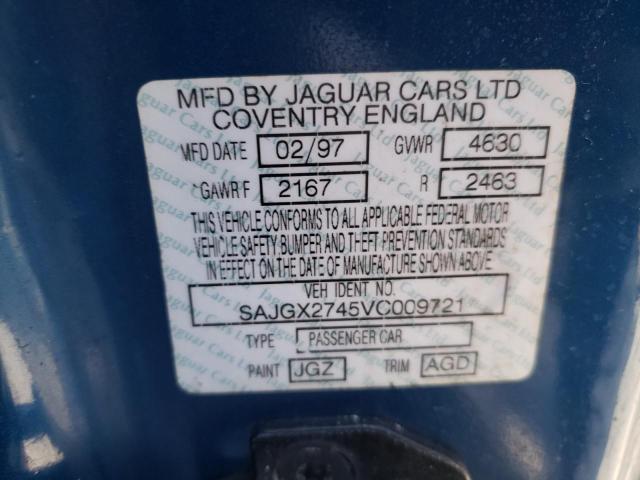 MFD BY JAGUAR CARS LTD
COVENTRY ENGLAND
MFD DATE 02/97 GVWR 4630
GAWR F 2167 R 2463
THIS VEHICLE CONFORMS TO ALL APPLICABLE FEDERAL MOTOR
VEHICLE SAFETY BUMPER AND THEFT PREVENTION STANDARDS
IN EFFECT ON THE DATE OF MANUFACTURE SHOWN ABOVE
VEH IDENT NO.
SAJGX2745VC009721
TYPE PASSENGER CAR
PAINT JGZ TRIM AGD